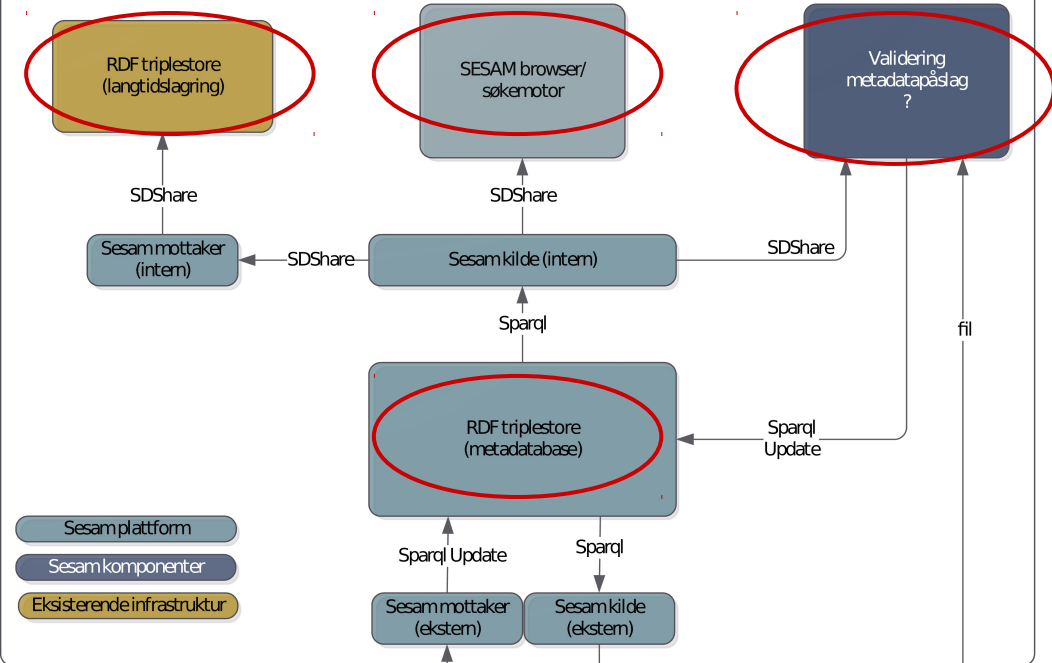 RDF triplestore
(langtidslagring)
SESAM browser/
søkemotor
Validering
metadatapåslag
?
SDShare
SDShare
Sesam mottaker
(intern)
SDShare
Sesam kilde (intern)
SDShare
Sparql
fil
RDF triplestore
(metadatabase)
Sparql
Update
Sesam plattform
Sesam komponenter
Eksisterende infrastruktur
Sparql Update
Sparql
Sesam mottaker
(ekstern)
Sesam kilde
(ekstern)